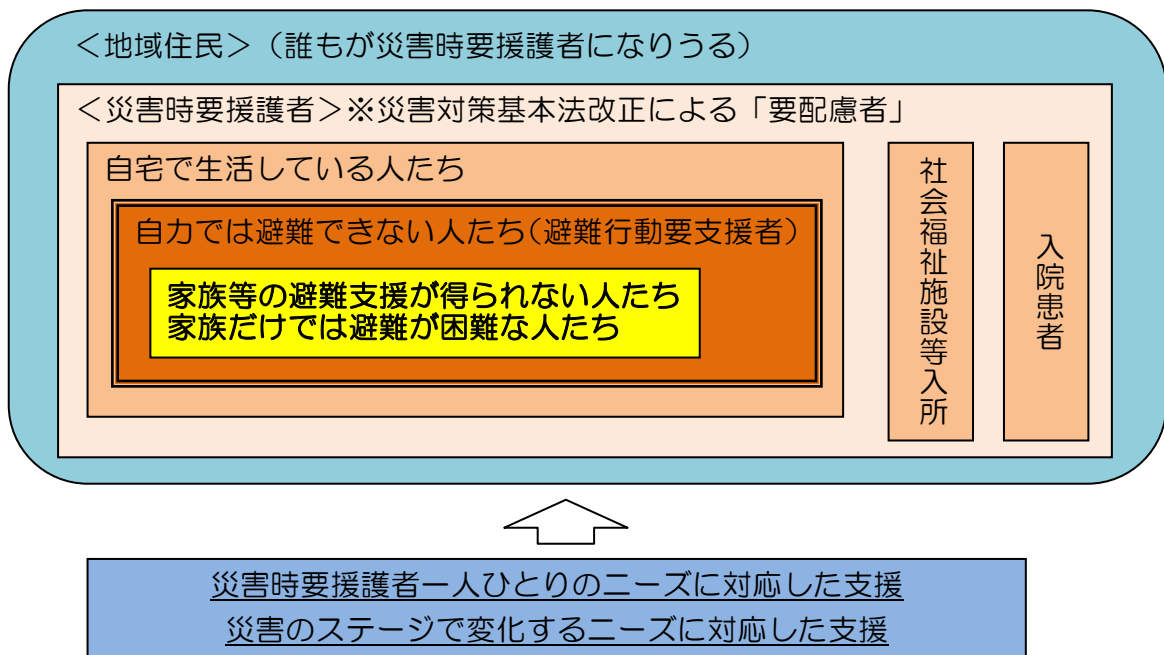 ＜地域住民＞（誰もが災害時要援護者になりうる）
＜災害時要援護者＞※災害対策基本法改正による「要配慮者」
自宅で生活している人たち
自力では避難できない人たち（避難行動要支援者）
家族等の避難支援が得られない人たち
家族だけでは避難が困難な人たち
社会福祉施設等入所
入院患者
災害時要援護者一人ひとりのニーズに対応した支援
災害のステージで変化するニーズに対応した支援